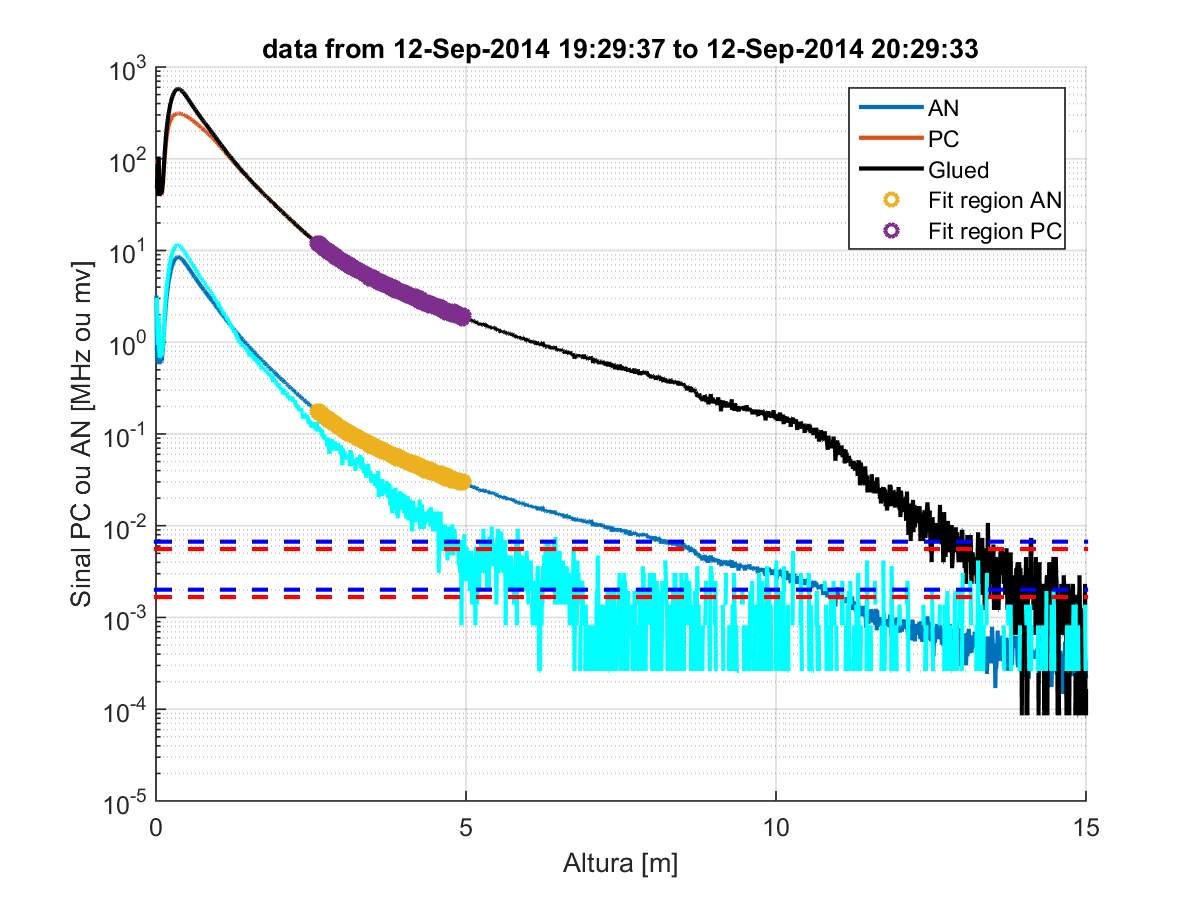 data from 12-Sep-2014 19:29:37 to 12-Sep-2014 20:29:33
10^3
10^2
10^1
10^0
10^-1
10^-2
10^-3
10^-4
10^-5
Sinal PC ou AN [MHz ou mv]
AN
PC
Glued
Fit region AN
Fit region PC
0
5
10
15
Altura [m]